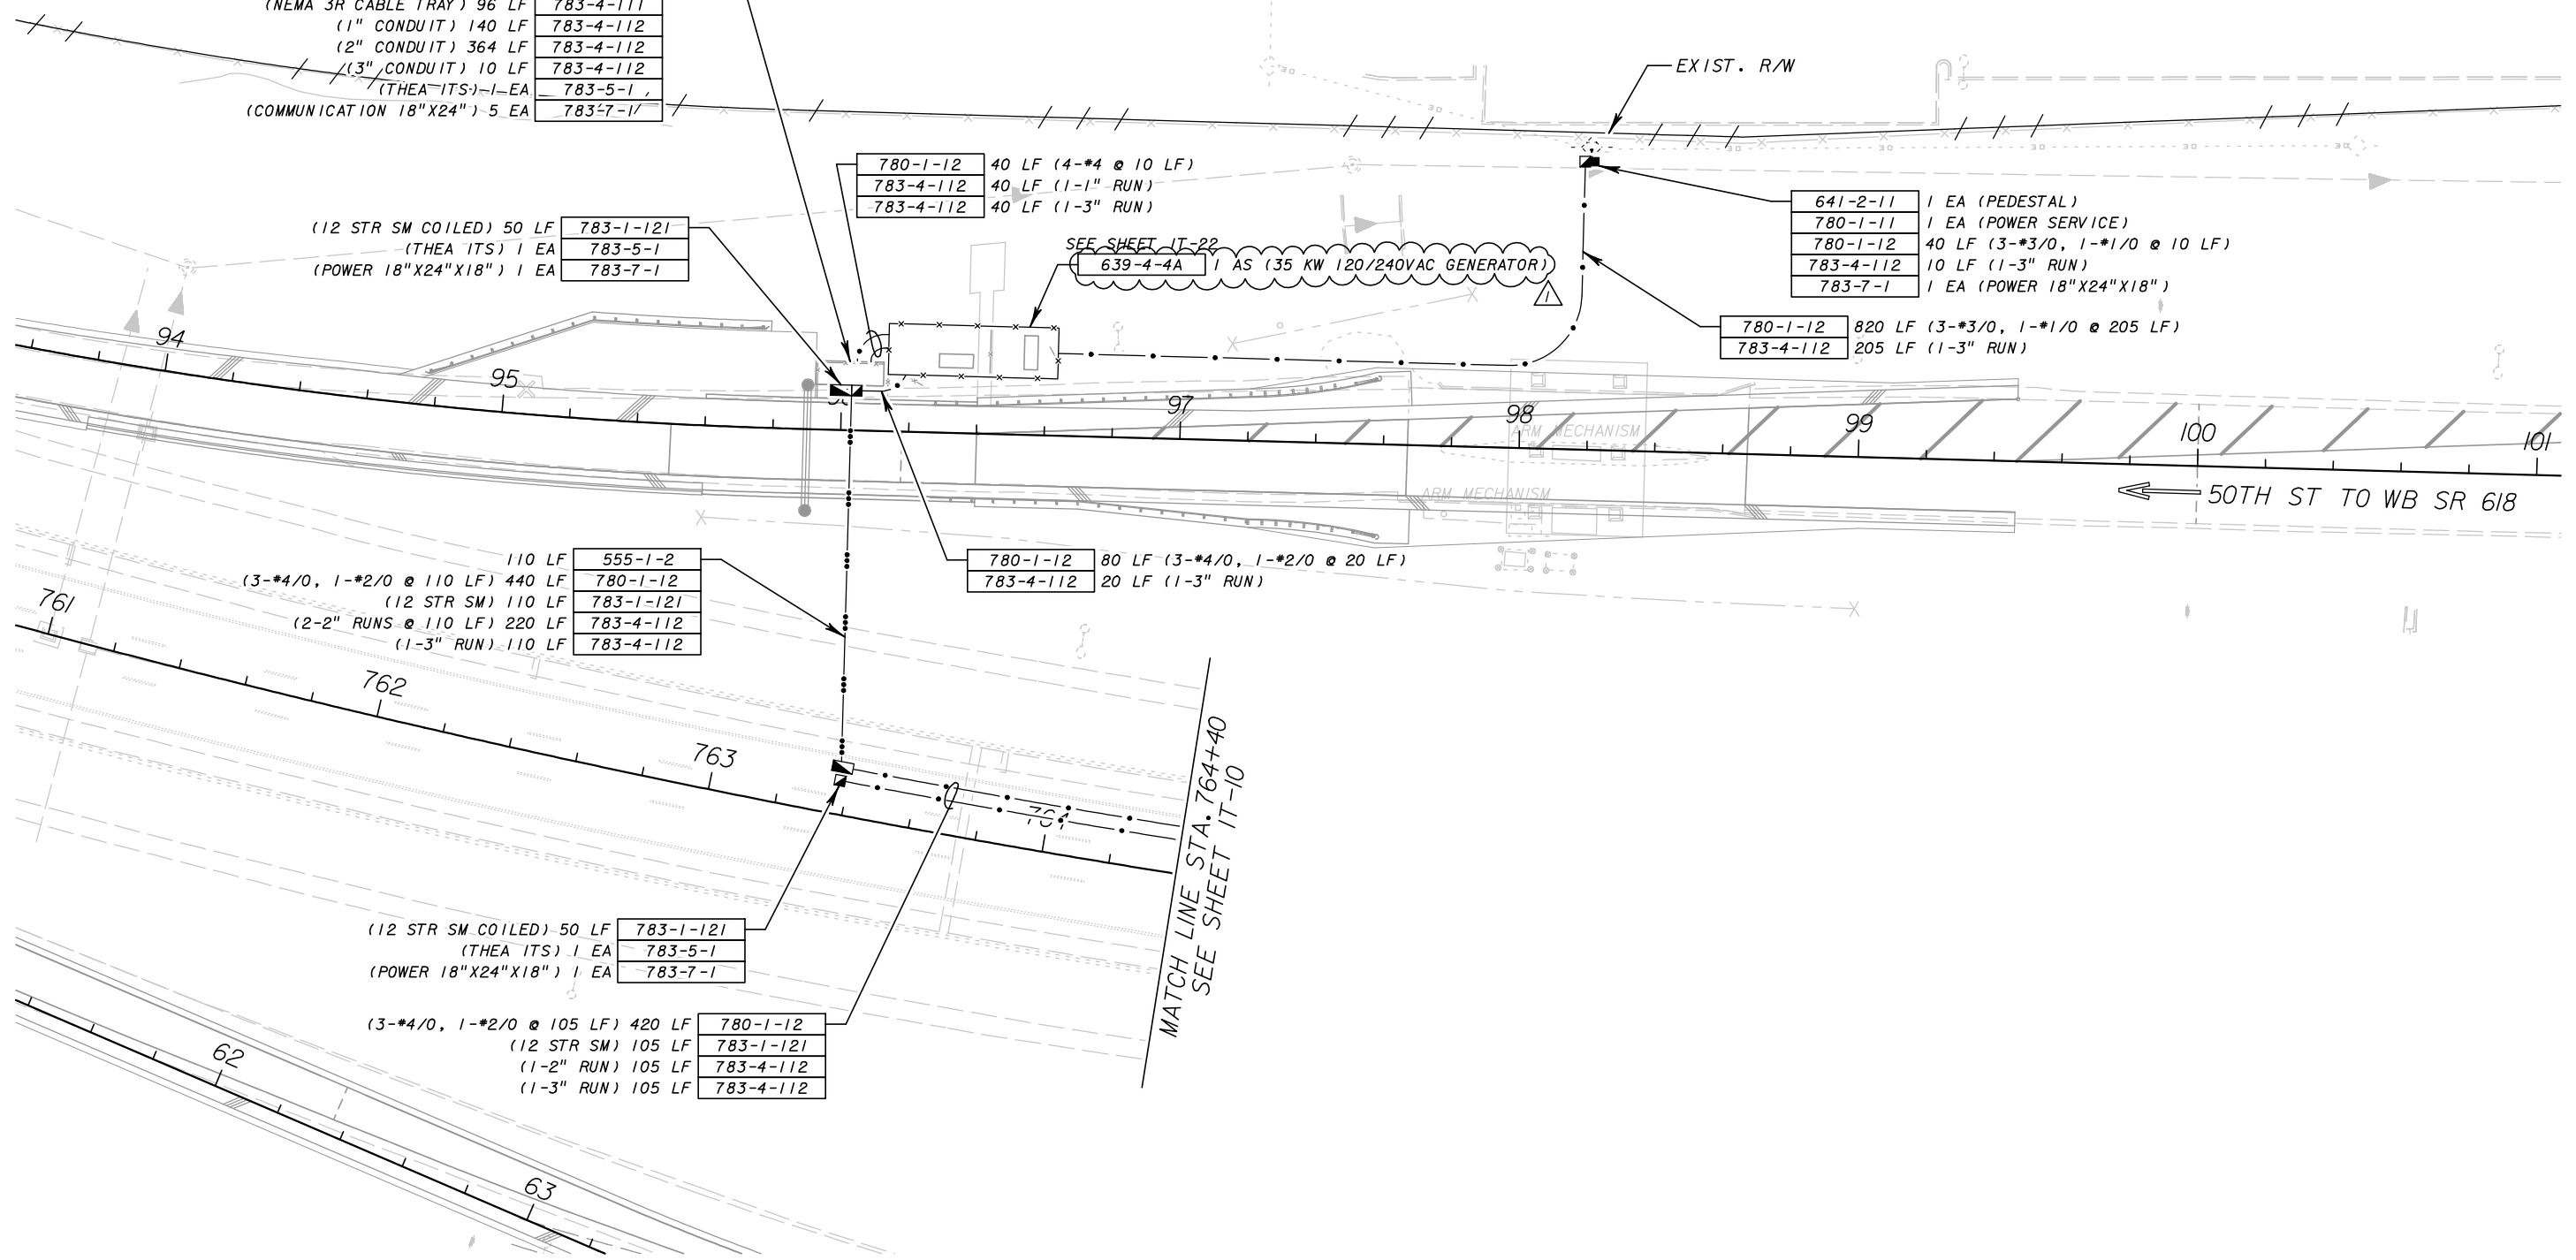 (NEMA 3R CABLE TRAY) 96 LF 783-4-111
(1" CONDUIT) 140 LF 783-4-112
(2" CONDUIT) 364 LF 783-4-112
(3" CONDUIT) 10 LF 783-4-112
(THEA ITS) 1 EA 783-5-1
(COMMUNICATION 18"X24") 5 EA 783-7-1
EXIST. R/W
780-1-12 40 LF (4-#4 @ 10 LF)
783-4-112 40 LF (1-1" RUN)
783-4-112 40 LF (1-3" RUN)
(12 STR SM COILED) 50 LF 783-1-121
(THEA ITS) 1 EA 783-5-1
(POWER 18"X24"X18") 1 EA 783-7-1
SEE SHEET IT-22
639-4-4A 1 AS (35 KW 120/240VAC GENERATOR)
1
641-2-11 1 EA (PEDESTAL)
780-1-11 1 EA (POWER SERVICE)
780-1-12 40 LF (3-#3/0, 1-#1/0 @ 10 LF)
783-4-112 10 LF (1-3" RUN)
783-7-1 1 EA (POWER 18"X24"X18")
780-1-12 820 LF (3-#3/0, 1-#1/0 @ 205 LF)
783-4-112 205 LF (1-3" RUN)
94
95
97
98
99
100
101
ARM MECHANISM
ARM MECHANISM
50TH ST TO WB SR 618
110 LF 555-1-2
(3-#4/0, 1-#2/0 @ 110 LF) 440 LF 780-1-12
(12 STR SM) 110 LF 783-1-121
(2-2" RUNS @ 110 LF) 220 LF 783-4-112
(1-3" RUN) 110 LF 783-4-112
780-1-12 80 LF (3-#4/0, 1-#2/0 @ 20 LF)
783-4-112 20 LF (1-3" RUN)
761
762
763
MATCH LINE STA. 764+40
SEE SHEET IT-10
(12 STR SM COILED) 50 LF 783-1-121
(THEA ITS) 1 EA 783-5-1
(POWER 18"X24"X18") 1 EA 783-7-1
(3-#4/0, 1-#2/0 @ 105 LF) 420 LF 780-1-12
(12 STR SM) 105 LF 783-1-121
(1-2" RUN) 105 LF 783-4-112
(1-3" RUN) 105 LF 783-4-112
62
63